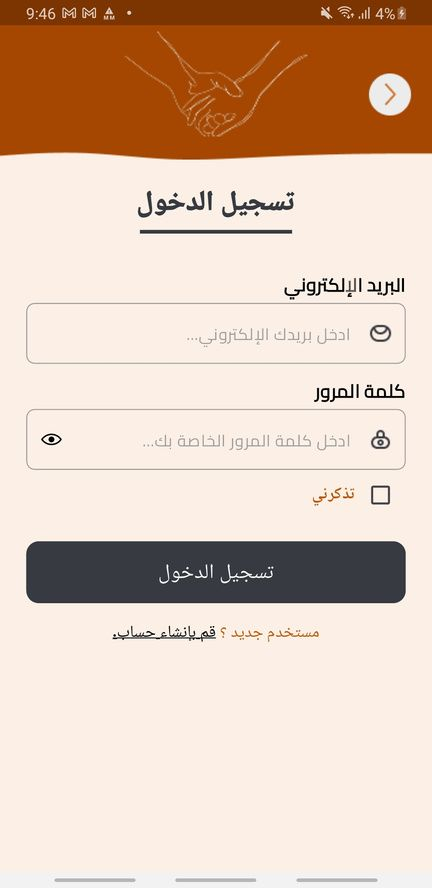 9:46
4%
تسجيل الدخول
البريد الإلكتروني
ادخل بريدك الإلكتروني...
كلمة المرور
ادخل كلمة المرور الخاصة بك...
تذكرني
تسجيل الدخول
مستخدم جديد ؟ قم بإنشاء حساب.